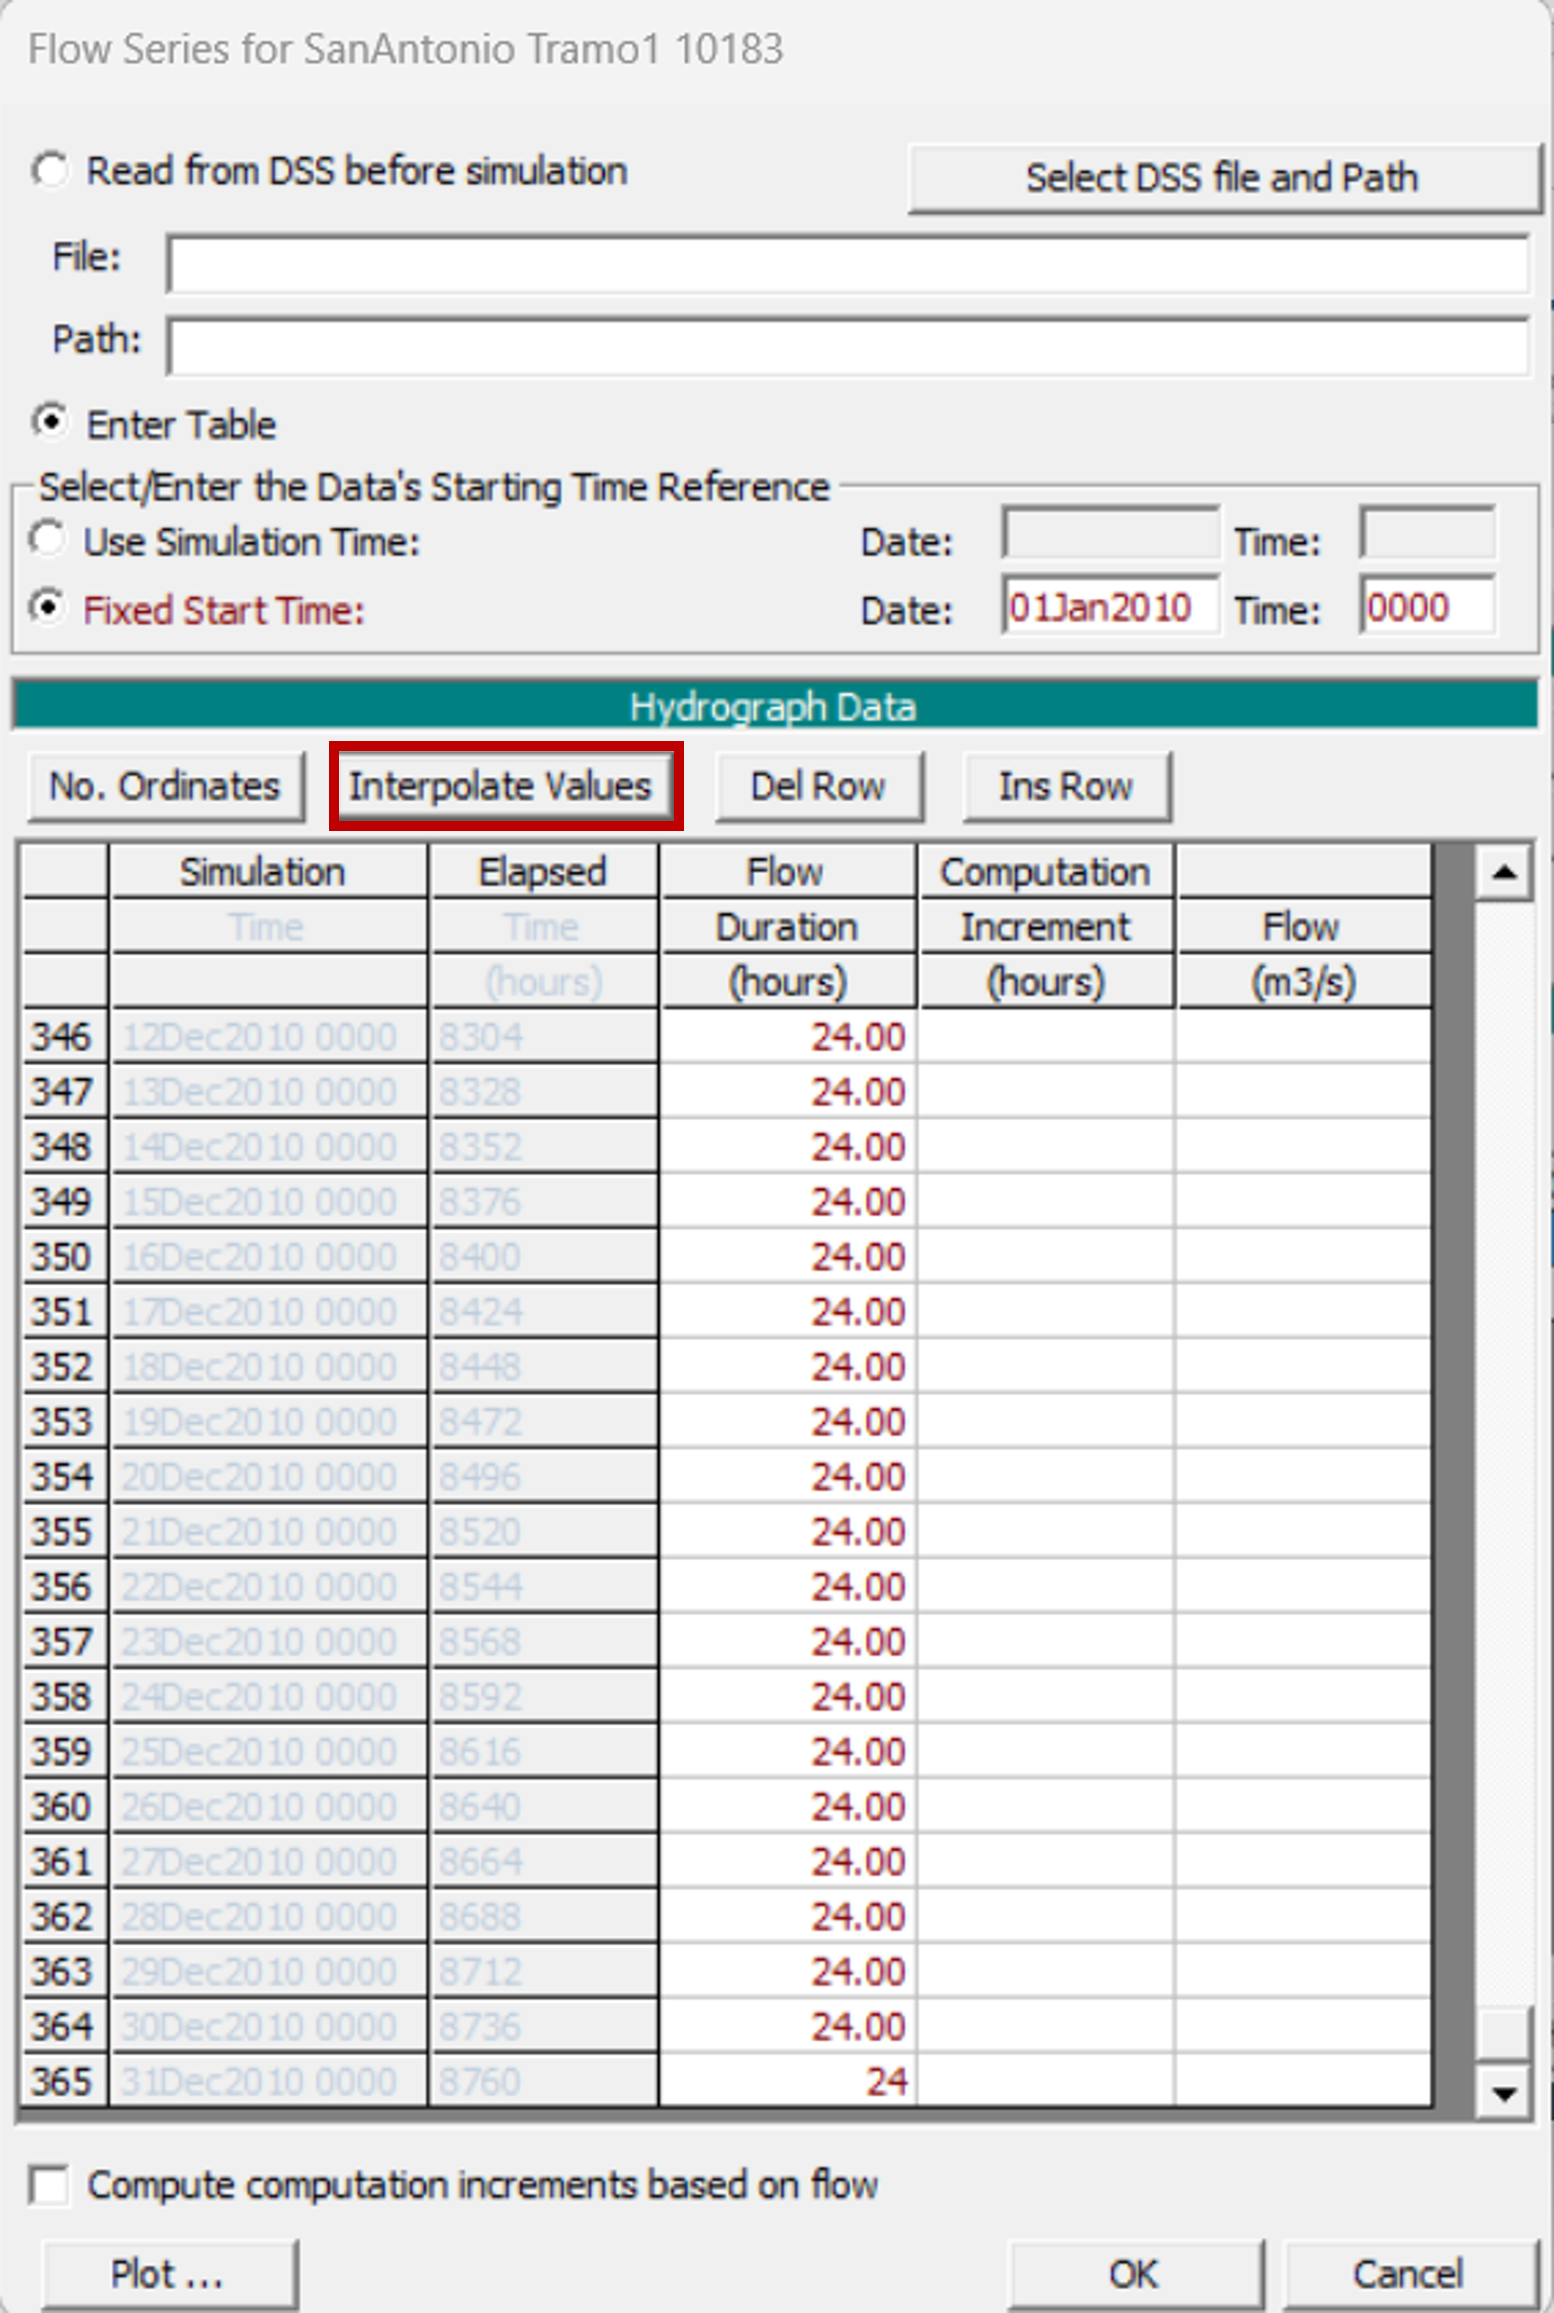 Flow Series for SanAntonio Tramo1 10183
Read from DSS before simulation Select DSS file and Path
File:
Path:
Enter Table
Select/Enter the Data's Starting Time Reference
Use Simulation Time: Date: Time:
Fixed Start Time: Date: 01Jan2010 Time: 0000
Hydrograph Data
No. Ordinates Interpolate Values Del Row Ins Row
Simulation Elapsed Flow Computation
Time Time Duration Increment Flow
(hours) (hours) (hours) (m3/s)
346 12Dec2010 0000 8304 24.00
347 13Dec2010 0000 8328 24.00
348 14Dec2010 0000 8352 24.00
349 15Dec2010 0000 8376 24.00
350 16Dec2010 0000 8400 24.00
351 17Dec2010 0000 8424 24.00
352 18Dec2010 0000 8448 24.00
353 19Dec2010 0000 8472 24.00
354 20Dec2010 0000 8496 24.00
355 21Dec2010 0000 8520 24.00
356 22Dec2010 0000 8544 24.00
357 23Dec2010 0000 8568 24.00
358 24Dec2010 0000 8592 24.00
359 25Dec2010 0000 8616 24.00
360 26Dec2010 0000 8640 24.00
361 27Dec2010 0000 8664 24.00
362 28Dec2010 0000 8688 24.00
363 29Dec2010 0000 8712 24.00
364 30Dec2010 0000 8736 24.00
365 31Dec2010 0000 8760 24
Compute computation increments based on flow
Plot ... OK Cancel